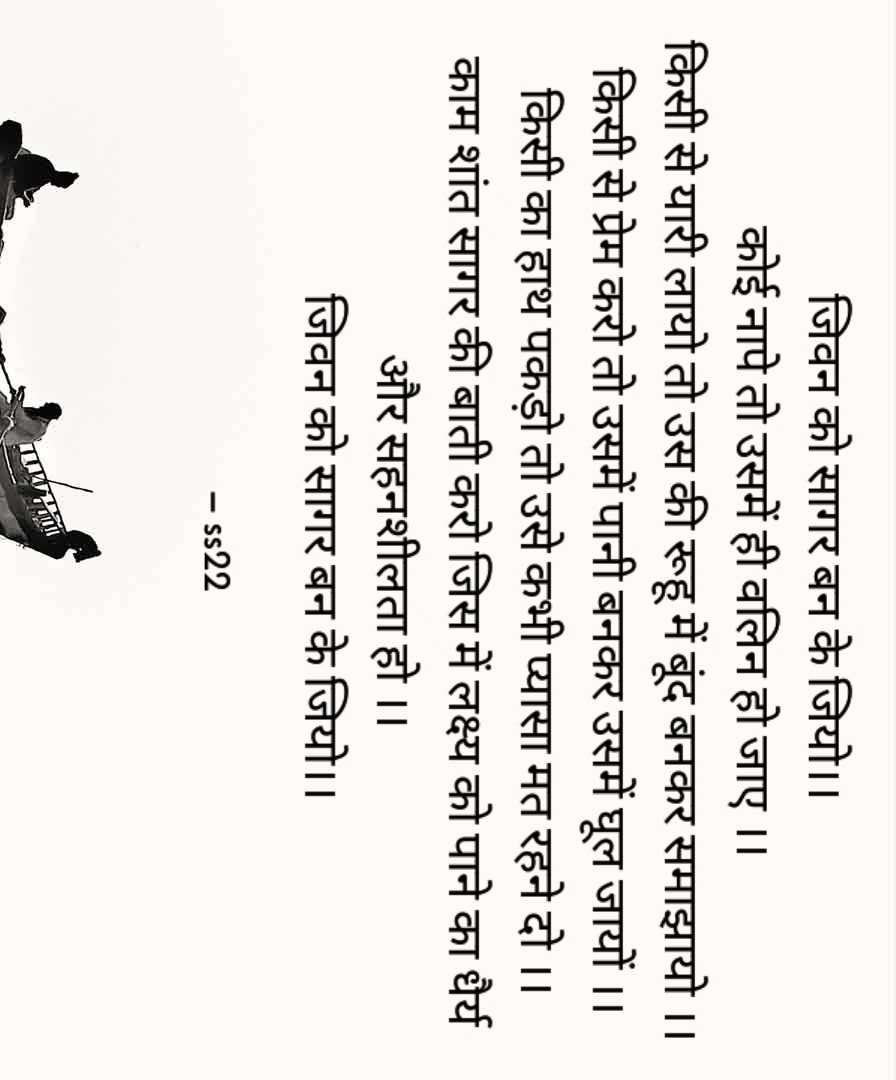 जिवन को सागर बन के जियो।।
कोई नापे तो उसमें ही वलिन हो जाए ।।
किसी से यारी लायो तो उस की रूहू में बूंद बनकर समाझायो ।।
किसी से प्रेम करो तो उसमें पानी बनकर उसमें घूल जायों ।।
किसी का हाथ पकड़ो तो उसे कभी प्यासा मत रहने दो ।।
काम शांत सागर की बाती करो जिस में लक्ष्य को पाने का धैर्य
और सहनशीलता हो ।।
जिवन को सागर बन के जियो।।
– ss22